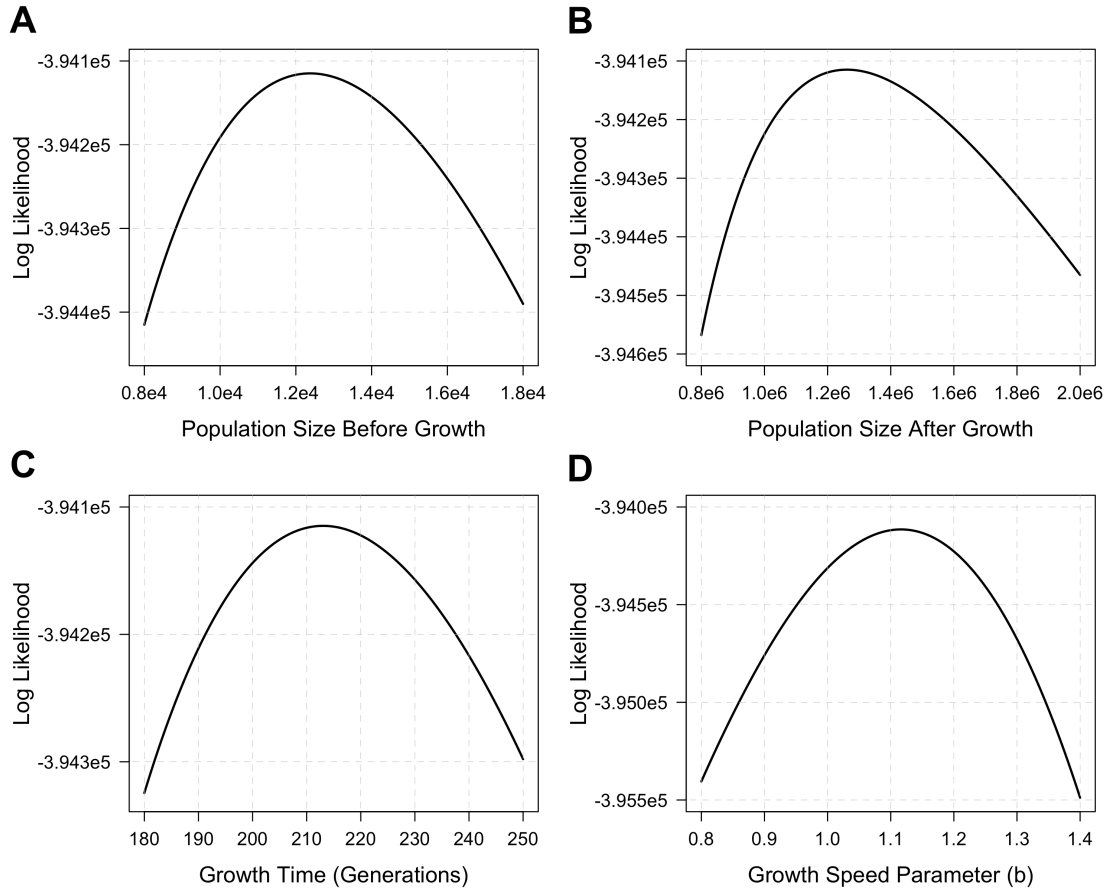 A
-3.941e5
-3.942e5
-3.943e5
-3.944e5
Log Likelihood
0.8e4 1.0e4 1.2e4 1.4e4 1.6e4 1.8e4
Population Size Before Growth
B
-3.941e5
-3.942e5
-3.943e5
-3.944e5
-3.945e5
-3.946e5
Log Likelihood
0.8e6 1.0e6 1.2e6 1.4e6 1.6e6 1.8e6 2.0e6
Population Size After Growth
C
-3.941e5
-3.942e5
-3.943e5
Log Likelihood
180 190 200 210 220 230 240 250
Growth Time (Generations)
D
-3.940e5
-3.945e5
-3.950e5
-3.955e5
Log Likelihood
0.8 0.9 1.0 1.1 1.2 1.3 1.4
Growth Speed Parameter (b)